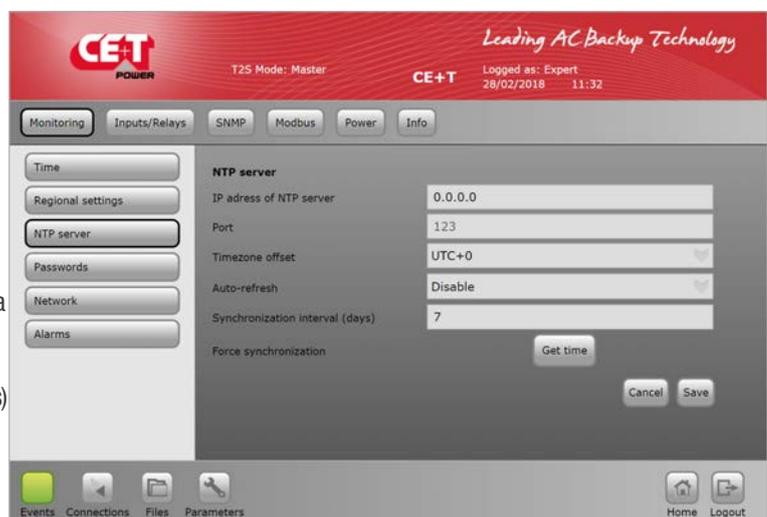 CE+T
POWER
Leading AC Backup Technology
T2S Mode: Master
CE+T
Logged as: Expert
28/02/2018 11:32
Monitoring
Inputs/Relays
SNMP
Modbus
Power
Info
Time
Regional settings
NTP server
Passwords
Network
Alarms
a
s)
NTP server
IP adress of NTP server
0.0.0.0
Port
123
Timezone offset
UTC+0
Auto-refresh
Disable
Synchronization interval (days)
7
Force synchronization
Get time
Cancel
Save
Events
Connections
Files
Parameters
Home
Logout